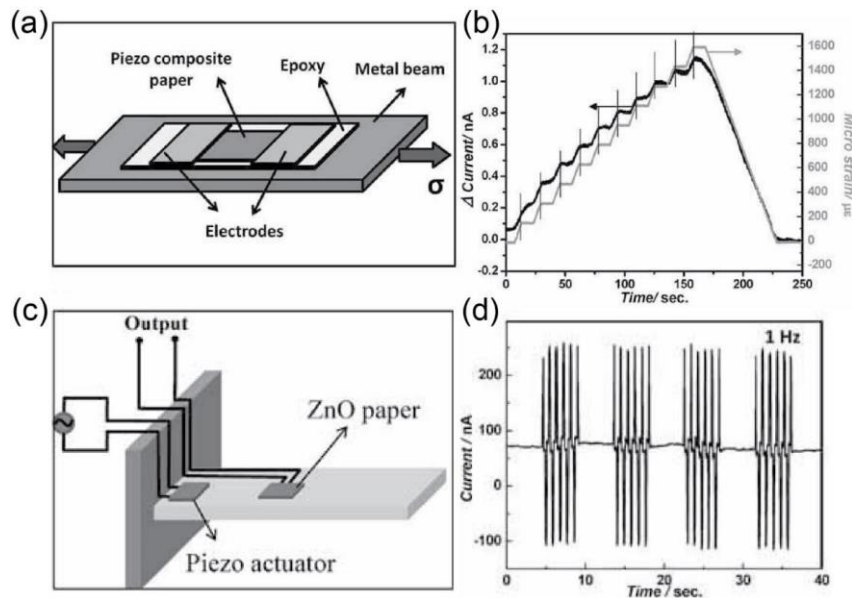 (a)
Piezo composite
paper
Epoxy
Metal beam
σ
Electrodes
(b)
Δ Current/ nA
1.2
1.0
0.8
0.6
0.4
0.2
0.0
-0.2
0
50
100
150
200
250
Time/ sec.
1600
1400
1200
1000
800
600
400
200
0
-200
Micro strain/ με
(c)
Output
ZnO paper
Piezo actuator
(d)
1 Hz
Current / nA
200
100
0
-100
0
10
20
30
40
Time / sec.